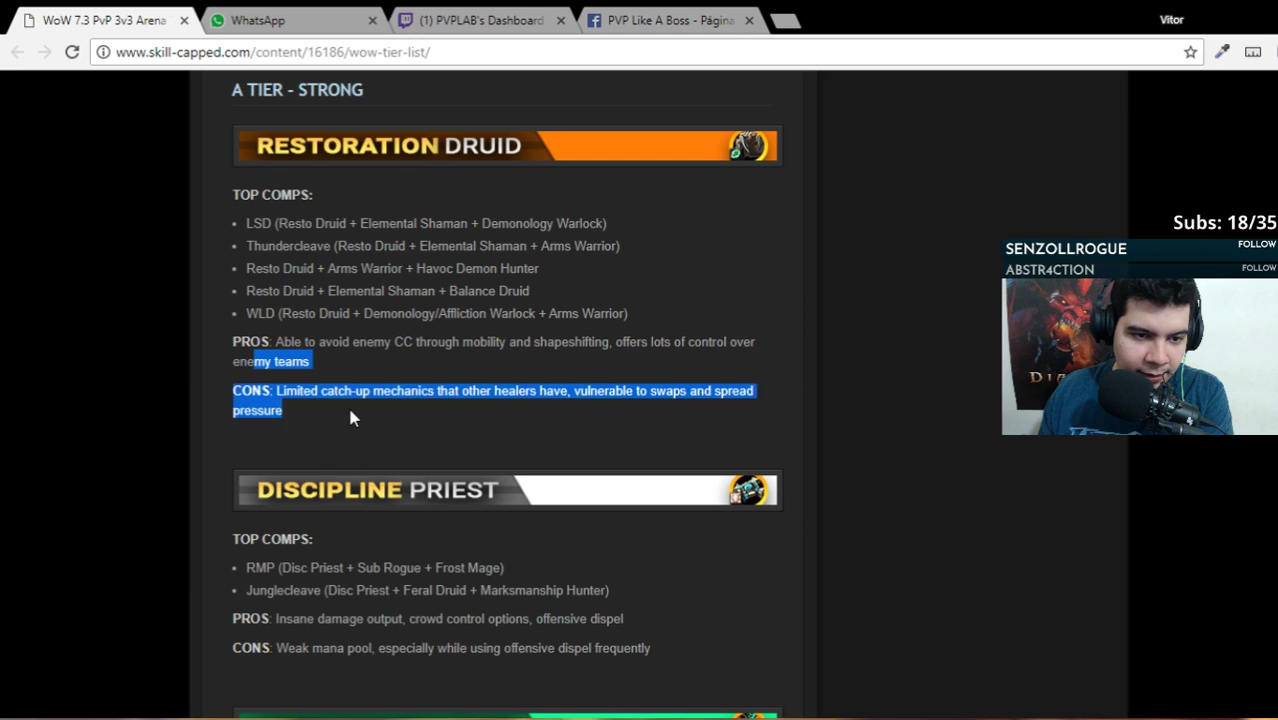 WoW 7.3 PvP 3v3 Arena
WhatsApp
(1) PVPLAB's Dashboard
PVP Like A Boss - Página
Vitor
www.skill-capped.com/content/16186/wow-tier-list/
A TIER - STRONG
RESTORATION DRUID
TOP COMPS:
LSD (Resto Druid + Elemental Shaman + Demonology Warlock)
Thundercleave (Resto Druid + Elemental Shaman + Arms Warrior)
Resto Druid + Arms Warrior + Havoc Demon Hunter
Resto Druid + Elemental Shaman + Balance Druid
WLD (Resto Druid + Demonology/Affliction Warlock + Arms Warrior)
PROS: Able to avoid enemy CC through mobility and shapeshifting, offers lots of control over
enemy teams
CONS: Limited catch-up mechanics that other healers have, vulnerable to swaps and spread
pressure
DISCIPLINE PRIEST
TOP COMPS:
RMP (Disc Priest + Sub Rogue + Frost Mage)
Junglecleave (Disc Priest + Feral Druid + Marksmanship Hunter)
PROS: Insane damage output, crowd control options, offensive dispel
CONS: Weak mana pool, especially while using offensive dispel frequently
Subs: 18/35
SENZOLLROGUE FOLLOW
ABSTR4CTION FOLLOW